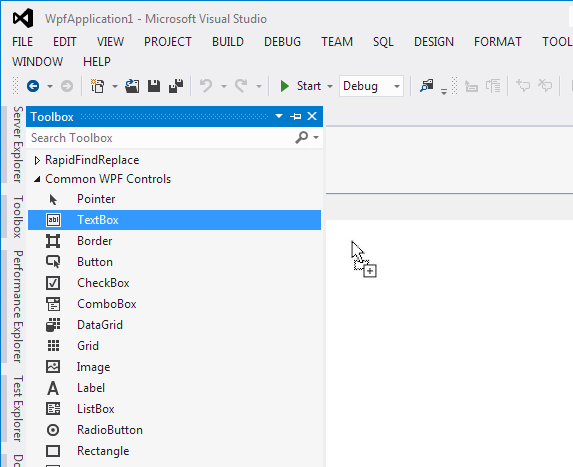 WpfApplication1 - Microsoft Visual Studio
FILE EDIT VIEW PROJECT BUILD DEBUG TEAM SQL DESIGN FORMAT TOOL
WINDOW HELP
Start Debug
Server Explorer
Toolbox
Performance Explorer
Test Explorer
Do
Toolbox
Search Toolbox
RapidFindReplace
Common WPF Controls
Pointer
abl TextBox
Border
Button
CheckBox
ComboBox
DataGrid
Grid
Image
A Label
ListBox
RadioButton
Rectangle